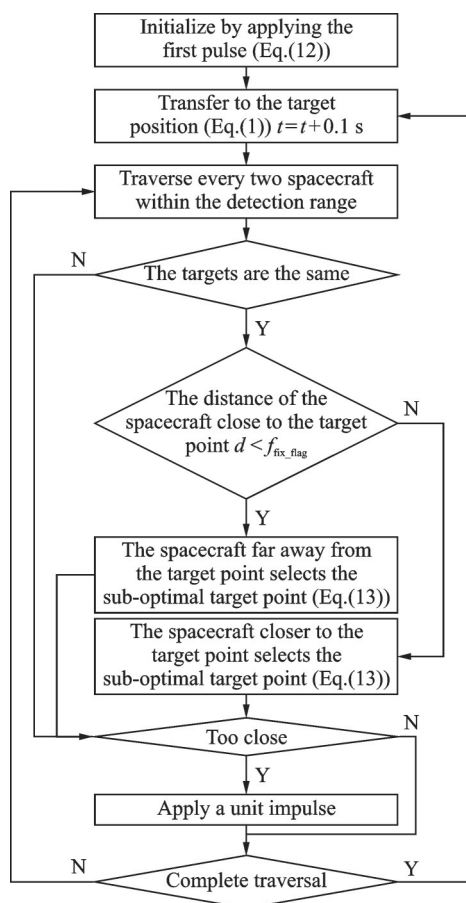 Initialize by applying the
first pulse (Eq.(12))
Transfer to the target
position (Eq.(1)) t=t+0.1 s
Traverse every two spacecraft
within the detection range
N
The targets are the same
Y
The distance of the
spacecraft close to the target
point d<f_fix_flag
N
Y
The spacecraft far away from
the target point selects the
sub-optimal target point (Eq.(13))
The spacecraft closer to the
target point selects the
sub-optimal target point (Eq.(13))
N
Too close
Y
Apply a unit impulse
N
Y
Complete traversal